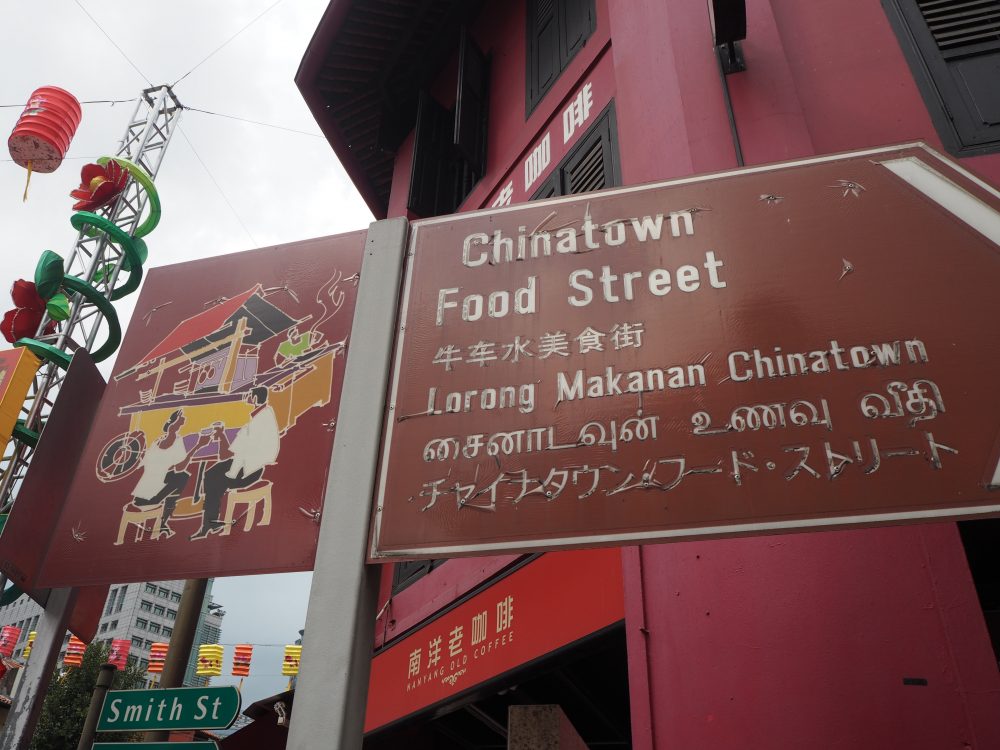 老咖啡
Chinatown
Food Street
牛车水美食街
Lorong Makanan Chinatown
சைனாடவுன் உணவு வீதி
チャイナタウン フード・ストリート
南洋老咖啡
NANYANG OLD COFFEE
Smith St